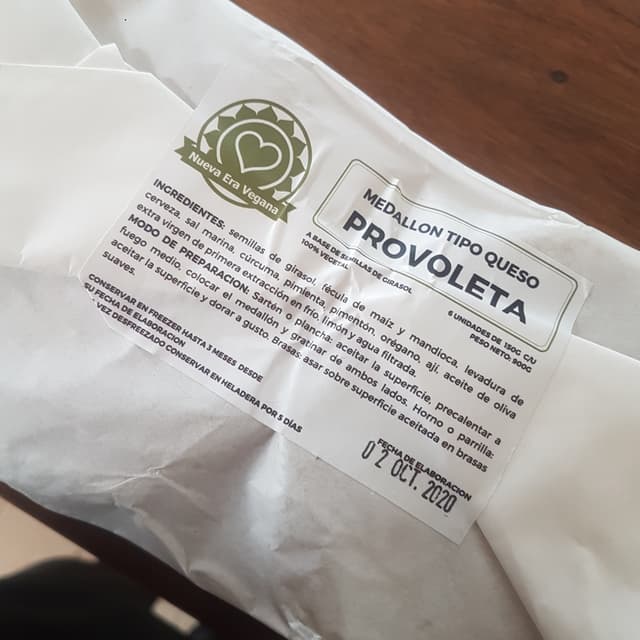 Nueva Era Vegana
MEDALLON TIPO QUESO
PROVOLETA
A BASE DE SEMILLAS DE GIRASOL
100% VEGETAL
6 UNIDADES DE 150G C/U
PESO NETO: 900G
INGREDIENTES: semillas de girasol, fécula de maíz y mandioca, levadura de
cerveza, sal marina, cúrcuma, pimienta, pimentón, orégano, ají, aceite de oliva
extra virgen de primera extracción en frío, limón y agua filtrada.
MODO DE PREPARACION: Sartén o plancha: aceitar la superficie, precalentar a
fuego medio, colocar el medallón y gratinar de ambos lados. Horno o parrilla:
aceitar la superficie y dorar a gusto. Brasas: asar sobre superficie aceitada en brasas
suaves.
CONSERVAR EN FREEZER HASTA 3 MESES DESDE
SU FECHA DE ELABORACION
VEZ DESFREEZADO CONSERVAR EN HELADERA POR 5 DIAS
FECHA DE ELABORACION
02 OCT. 2020